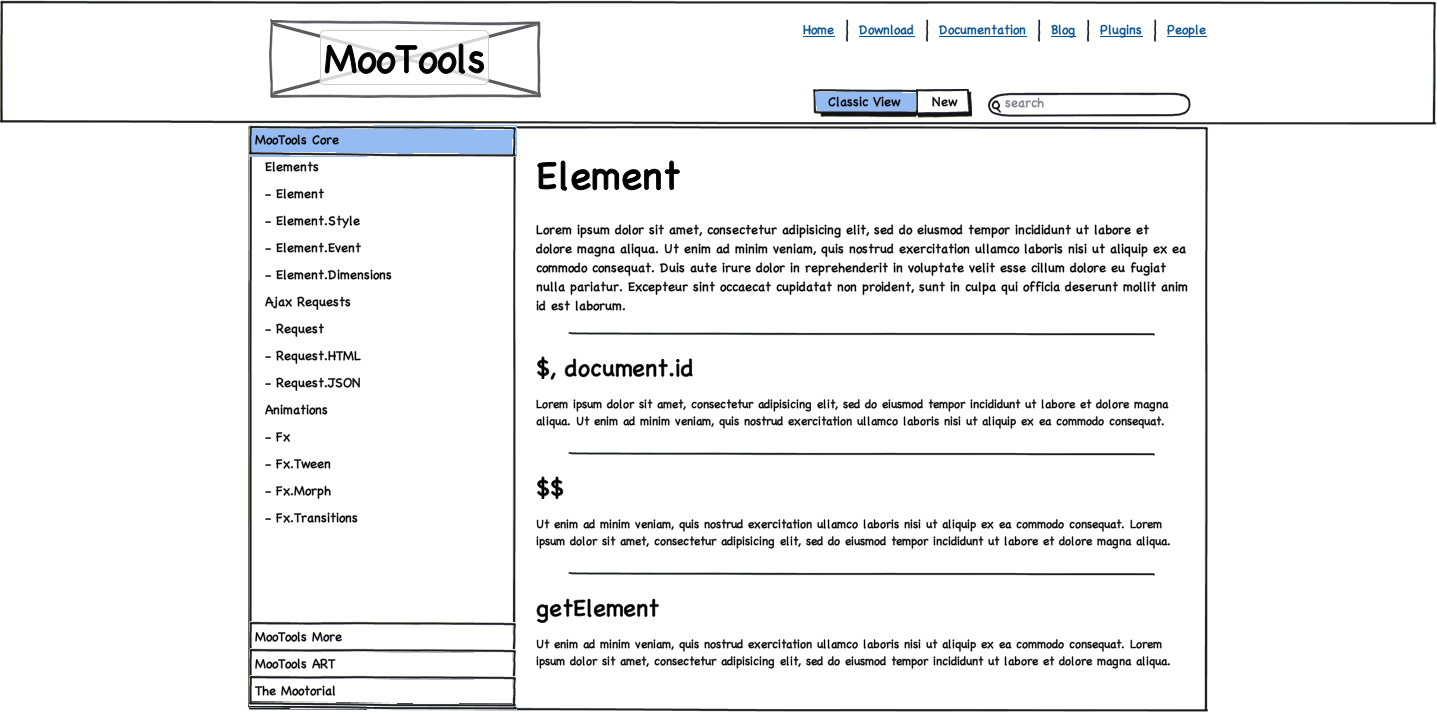 MooTools
Home
Download
Documentation
Blog
Plugins
People
Classic View
New
search
MooTools Core
Elements
- Element
- Element.Style
- Element.Event
- Element.Dimensions
Ajax Requests
- Request
- Request.HTML
- Request.JSON
Animations
- Fx
- Fx.Tween
- Fx.Morph
- Fx.Transitions
MooTools More
MooTools ART
The Mootorial
Element
Lorem ipsum dolor sit amet, consectetur adipisicing elit, sed do eiusmod tempor incididunt ut labore et
dolore magna aliqua. Ut enim ad minim veniam, quis nostrud exercitation ullamco laboris nisi ut aliquip ex ea
commodo consequat. Duis aute irure dolor in reprehenderit in voluptate velit esse cillum dolore eu fugiat
nulla pariatur. Excepteur sint occaecat cupidatat non proident, sunt in culpa qui officia deserunt mollit anim
id est laborum.
$, document.id
Lorem ipsum dolor sit amet, consectetur adipisicing elit, sed do eiusmod tempor incididunt ut labore et dolore magna
aliqua. Ut enim ad minim veniam, quis nostrud exercitation ullamco laboris nisi ut aliquip ex ea commodo consequat.
$$
Ut enim ad minim veniam, quis nostrud exercitation ullamco laboris nisi ut aliquip ex ea commodo consequat. Lorem
ipsum dolor sit amet, consectetur adipisicing elit, sed do eiusmod tempor incididunt ut labore et dolore magna aliqua.
getElement
Ut enim ad minim veniam, quis nostrud exercitation ullamco laboris nisi ut aliquip ex ea commodo consequat. Lorem
ipsum dolor sit amet, consectetur adipisicing elit, sed do eiusmod tempor incididunt ut labore et dolore magna aliqua.